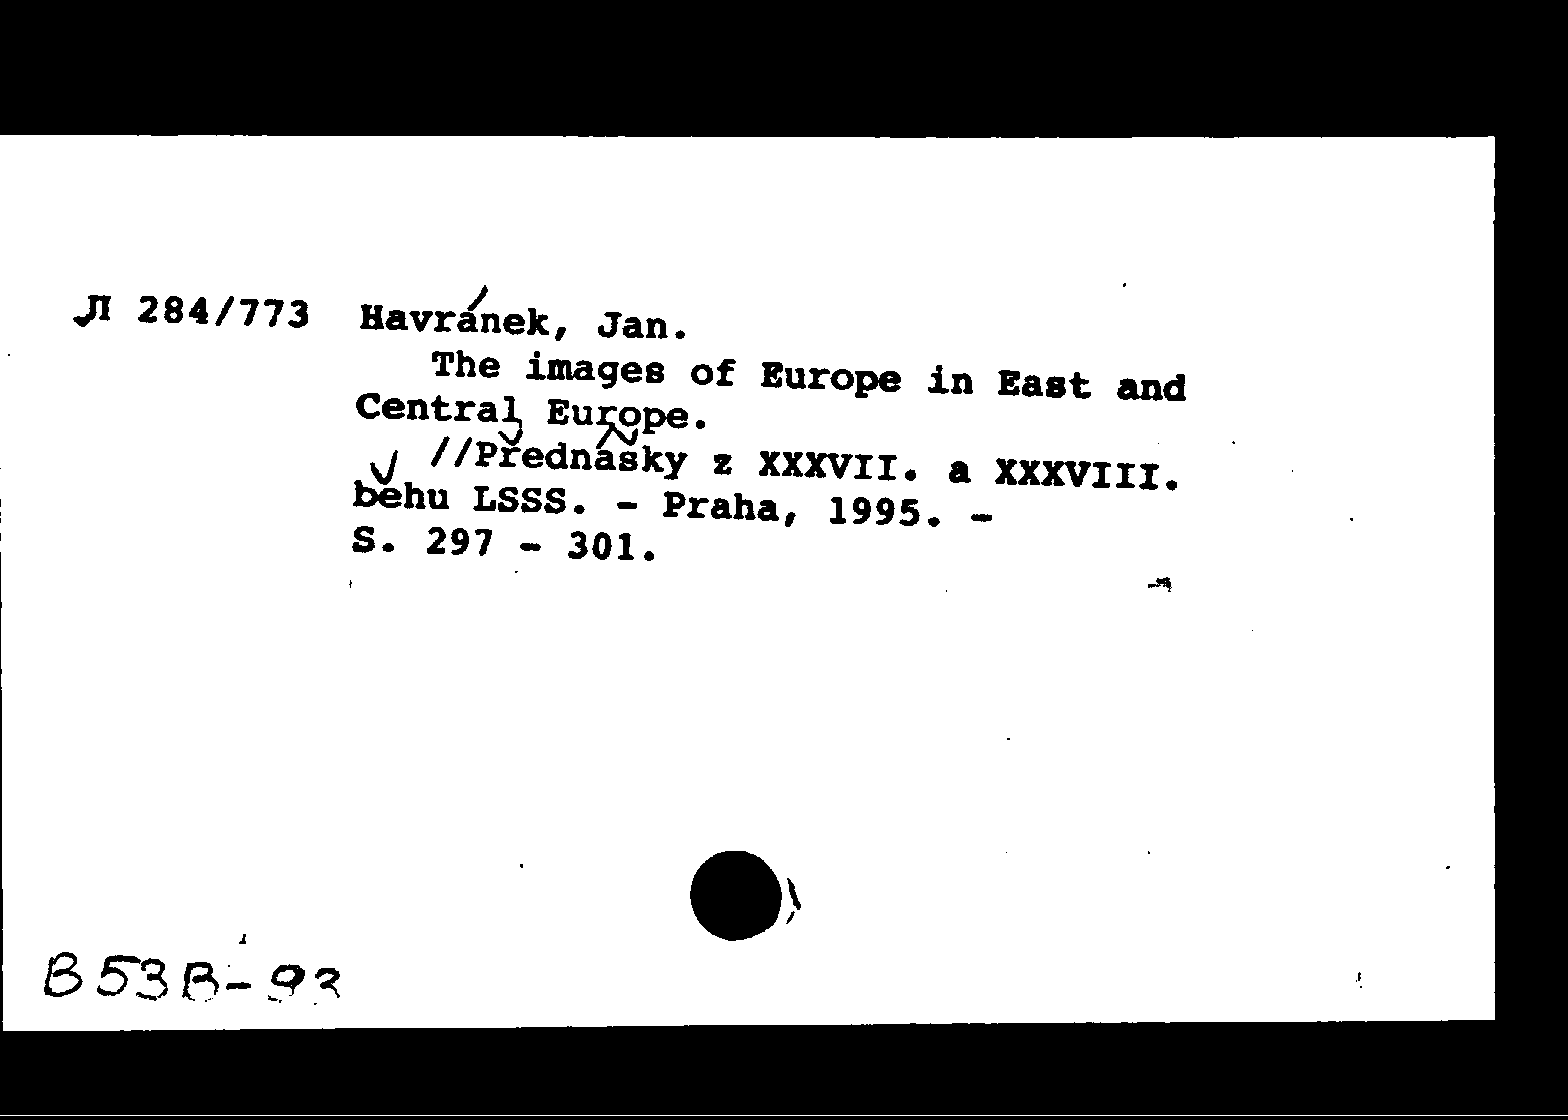 Л 284/773 Havránek, Jan.
The images of Europe in East and
Central Europe.
//Přednášky z XXXVII. a XXXVIII.
běhu LSSS. - Praha, 1995. -
S. 297 - 301.
B53B-93